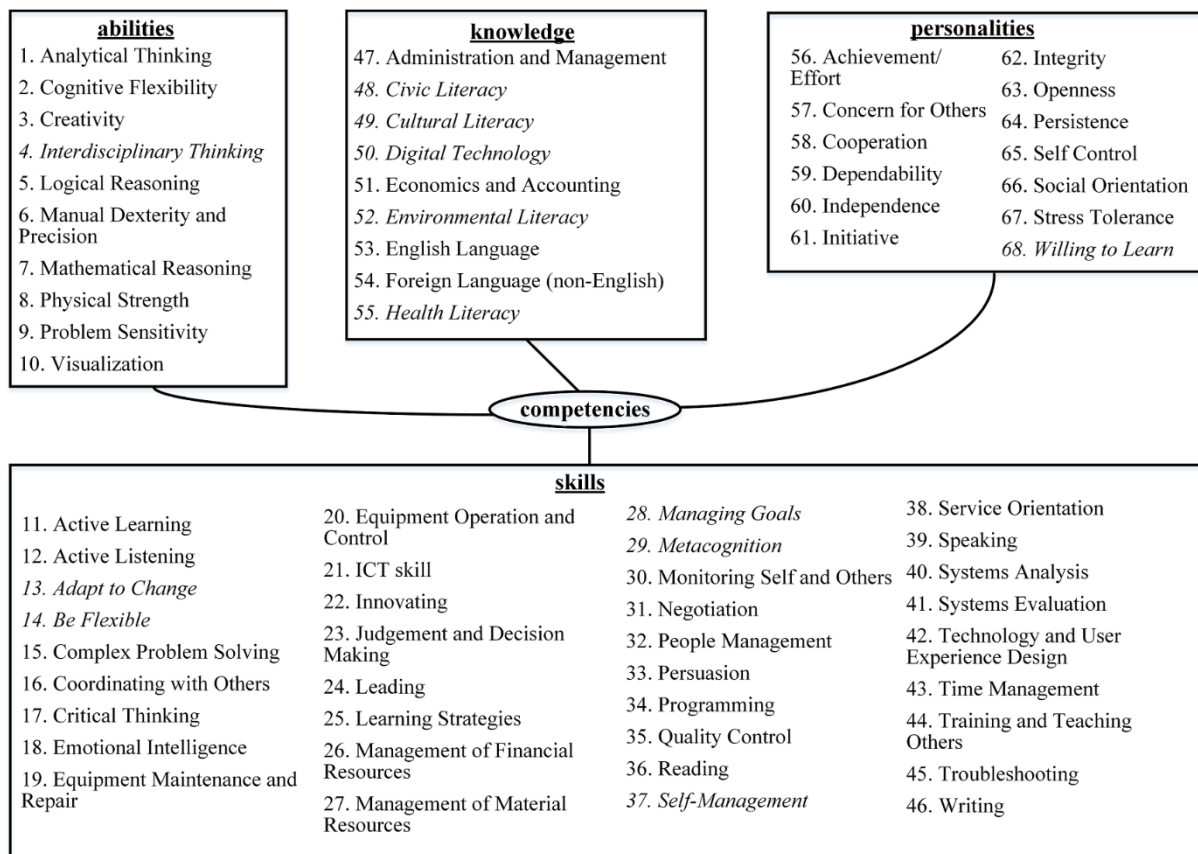 abilities
1. Analytical Thinking
2. Cognitive Flexibility
3. Creativity
4. Interdisciplinary Thinking
5. Logical Reasoning
6. Manual Dexterity and
Precision
7. Mathematical Reasoning
8. Physical Strength
9. Problem Sensitivity
10. Visualization
knowledge
47. Administration and Management
48. Civic Literacy
49. Cultural Literacy
50. Digital Technology
51. Economics and Accounting
52. Environmental Literacy
53. English Language
54. Foreign Language (non-English)
55. Health Literacy
personalities
56. Achievement/
Effort
57. Concern for Others
58. Cooperation
59. Dependability
60. Independence
61. Initiative
62. Integrity
63. Openness
64. Persistence
65. Self Control
66. Social Orientation
67. Stress Tolerance
68. Willing to Learn
competencies
skills
11. Active Learning
12. Active Listening
13. Adapt to Change
14. Be Flexible
15. Complex Problem Solving
16. Coordinating with Others
17. Critical Thinking
18. Emotional Intelligence
19. Equipment Maintenance and
Repair
20. Equipment Operation and
Control
21. ICT skill
22. Innovating
23. Judgement and Decision
Making
24. Leading
25. Learning Strategies
26. Management of Financial
Resources
27. Management of Material
Resources
28. Managing Goals
29. Metacognition
30. Monitoring Self and Others
31. Negotiation
32. People Management
33. Persuasion
34. Programming
35. Quality Control
36. Reading
37. Self-Management
38. Service Orientation
39. Speaking
40. Systems Analysis
41. Systems Evaluation
42. Technology and User
Experience Design
43. Time Management
44. Training and Teaching
Others
45. Troubleshooting
46. Writing